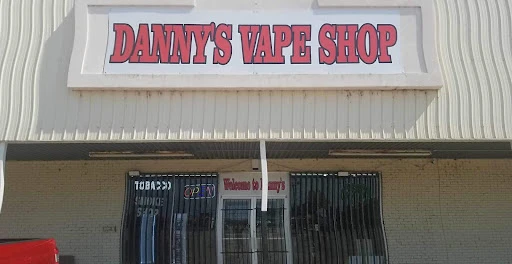 DANNY'S VAPE SHOP
TOBACCO
OPEN
Welcome to Danny's
SMOKE
SHOP